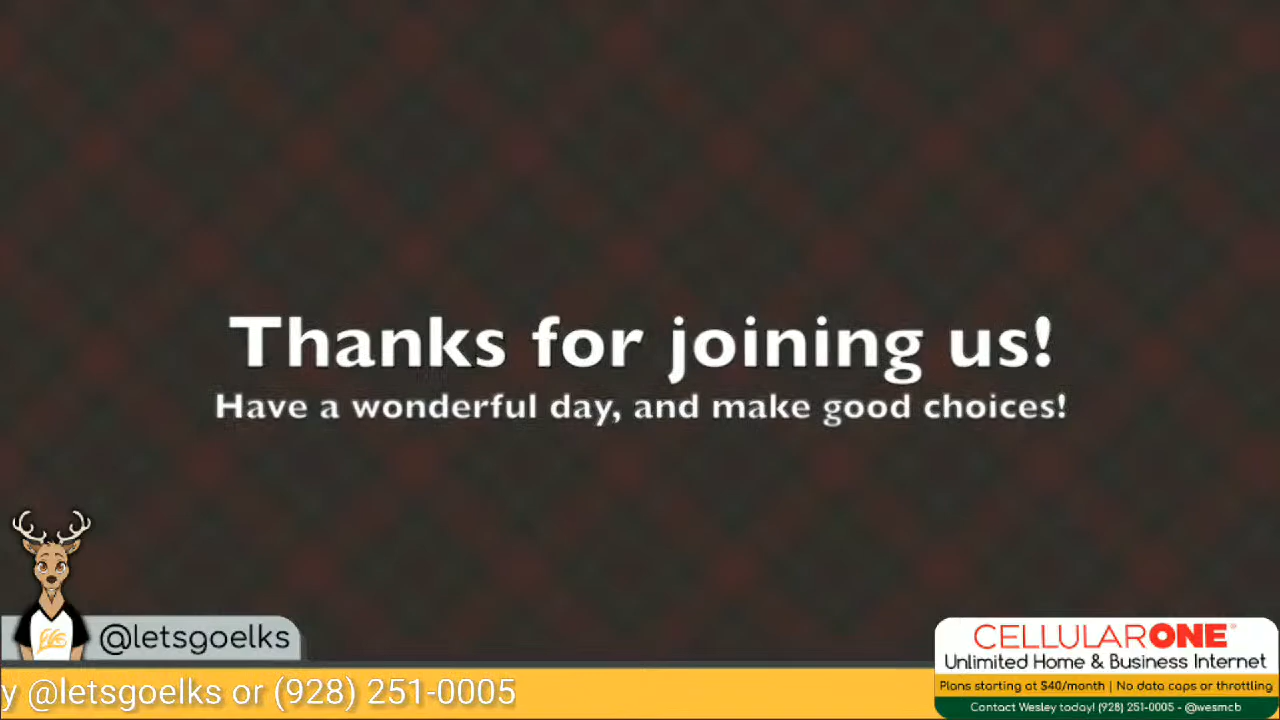 Thanks for joining us!
Have a wonderful day, and make good choices!
@letsgoelks
y @letsgoelks or (928) 251-0005
CELLULARONE®
Unlimited Home & Business Internet
Plans starting at $40/month | No data caps or throttling
Contact Wesley today! (928) 251-0005 - @wesmcb